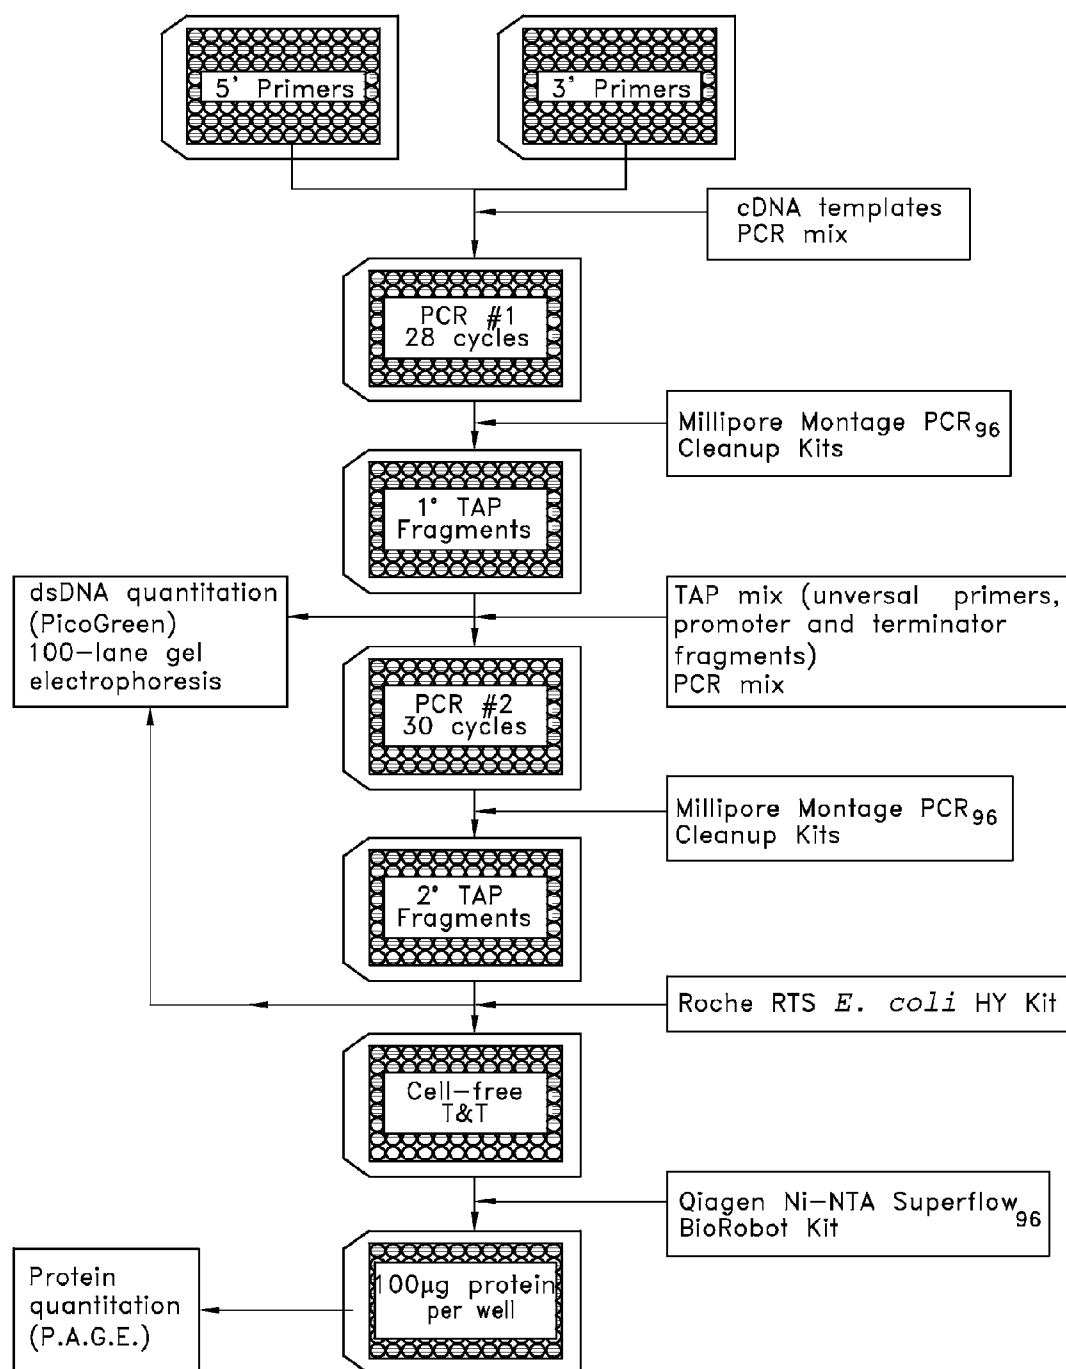 5' Primers
3' Primers
cDNA templates
PCR mix
PCR #1
28 cycles
Millipore Montage PCR96
Cleanup Kits
1° TAP
Fragments
dsDNA quantitation
(PicoGreen)
100-lane gel
electrophoresis
TAP mix (unversal primers,
promoter and terminator
fragments)
PCR mix
PCR #2
30 cycles
Millipore Montage PCR96
Cleanup Kits
2° TAP
Fragments
Roche RTS E. coli HY Kit
Cell-free
T&T
Qiagen Ni-NTA Superflow96
BioRobot Kit
Protein
quantitation
(P.A.G.E.)
100µg protein
per well